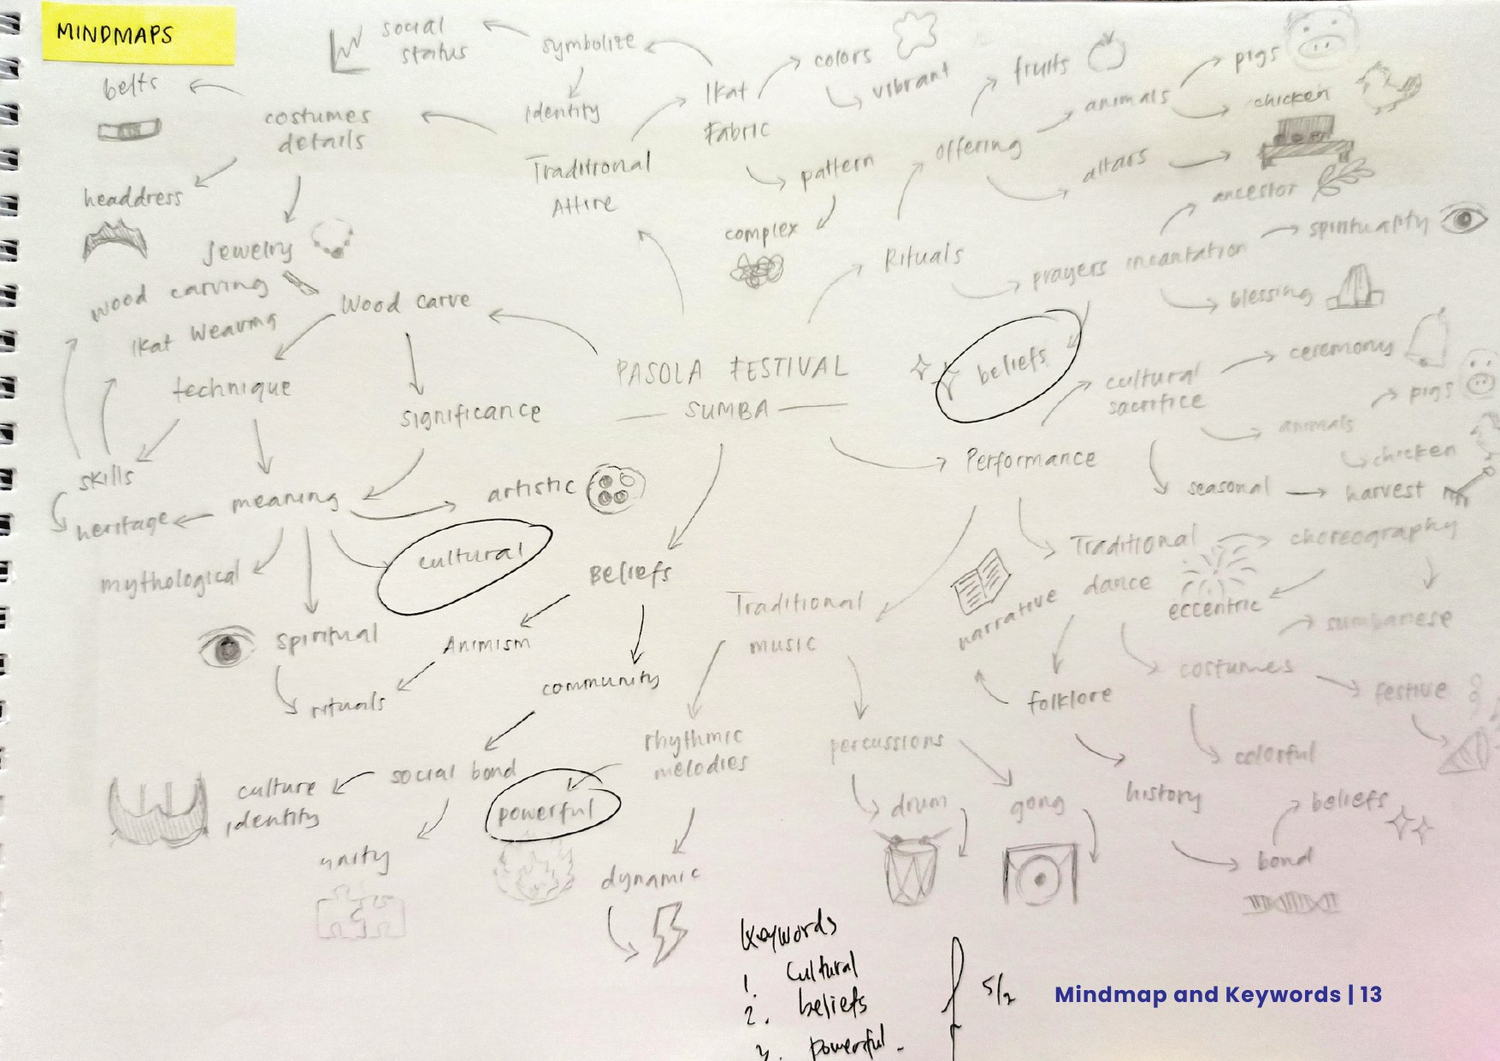 MINDMAPS
social
status
symbolize
colors
vibrant
fruits
pigs
belts
costumes
details
identity
Ikat
Fabric
animals
chicken
Traditional
Attire
pattern
offering
altars
headdress
complex
ancestor
jewelry
Rituals
prayers incantation
spirituality
wood carving
Ikat Weaving
Wood carve
blessing
technique
PASOLA FESTIVAL
SUMBA
beliefs
cultural
sacrifice
ceremony
significance
pigs
animals
chicken
Performance
skills
meaning
artistic
seasonal
harvest
heritage
cultural
Traditional
dance
choreography
mythological
Beliefs
Traditional
music
narrative
eccentric
sumbanese
spiritual
Animism
costumes
rituals
community
folklore
festive
rhythmic
melodies
percussions
colorful
culture
identity
social bond
powerful
drum
gong
history
beliefs
unity
dynamic
bond
Keywords
1. Cultural
2. beliefs
3. powerful.
5/2
Mindmap and Keywords | 13